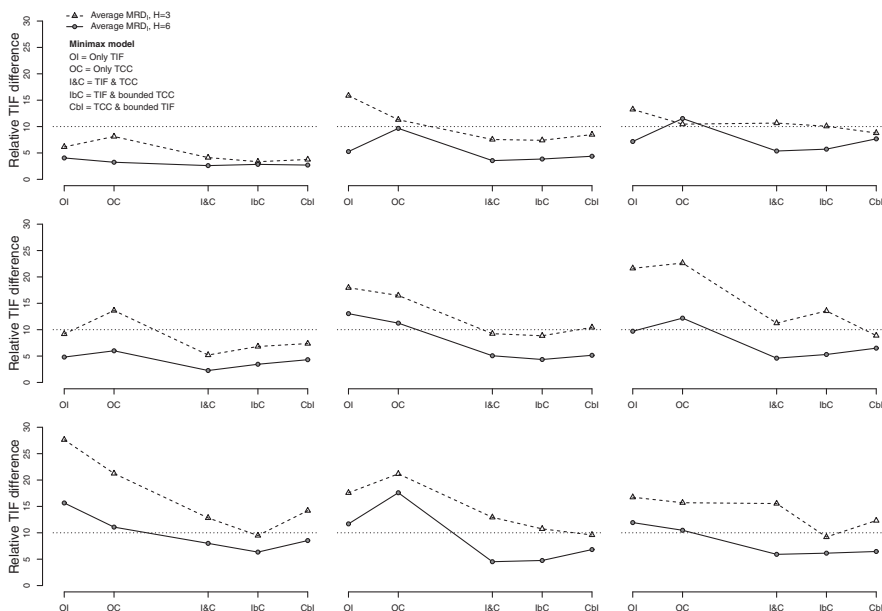 Average MRDI, H=3
Average MRDI, H=6
Minimax model
OI = Only TIF
OC = Only TCC
I&C = TIF & TCC
IbC = TIF & bounded TCC
CbI = TCC & bounded TIF
Relative TIF difference
0 5 10 15 20 25 30
OI OC I&C IbC CbI
OI OC I&C IbC CbI
OI OC I&C IbC CbI
Relative TIF difference
0 5 10 15 20 25 30
OI OC I&C IbC CbI
OI OC I&C IbC CbI
OI OC I&C IbC CbI
Relative TIF difference
0 5 10 15 20 25 30
OI OC I&C IbC CbI
OI OC I&C IbC CbI
OI OC I&C IbC CbI